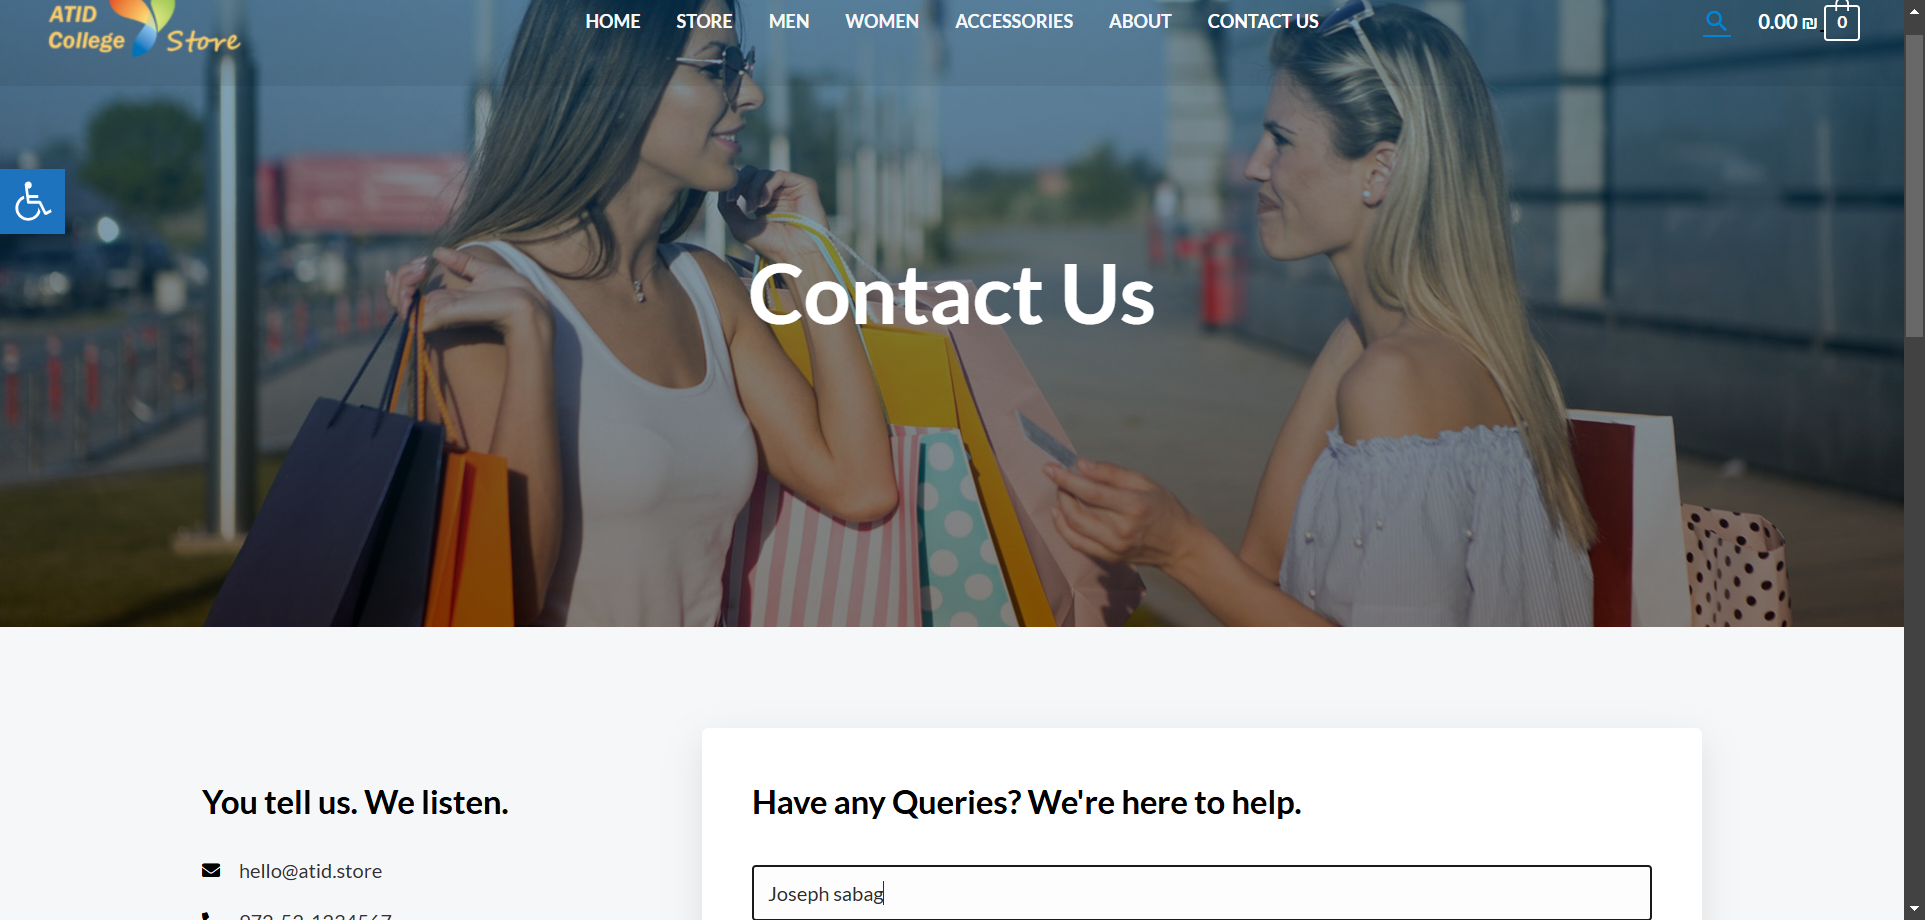 ATID
College Store
HOME STORE MEN WOMEN ACCESSORIES ABOUT CONTACT US
0.00 ₪ 0
Contact Us
You tell us. We listen.
hello@atid.store
Have any Queries? We're here to help.
Joseph sabag